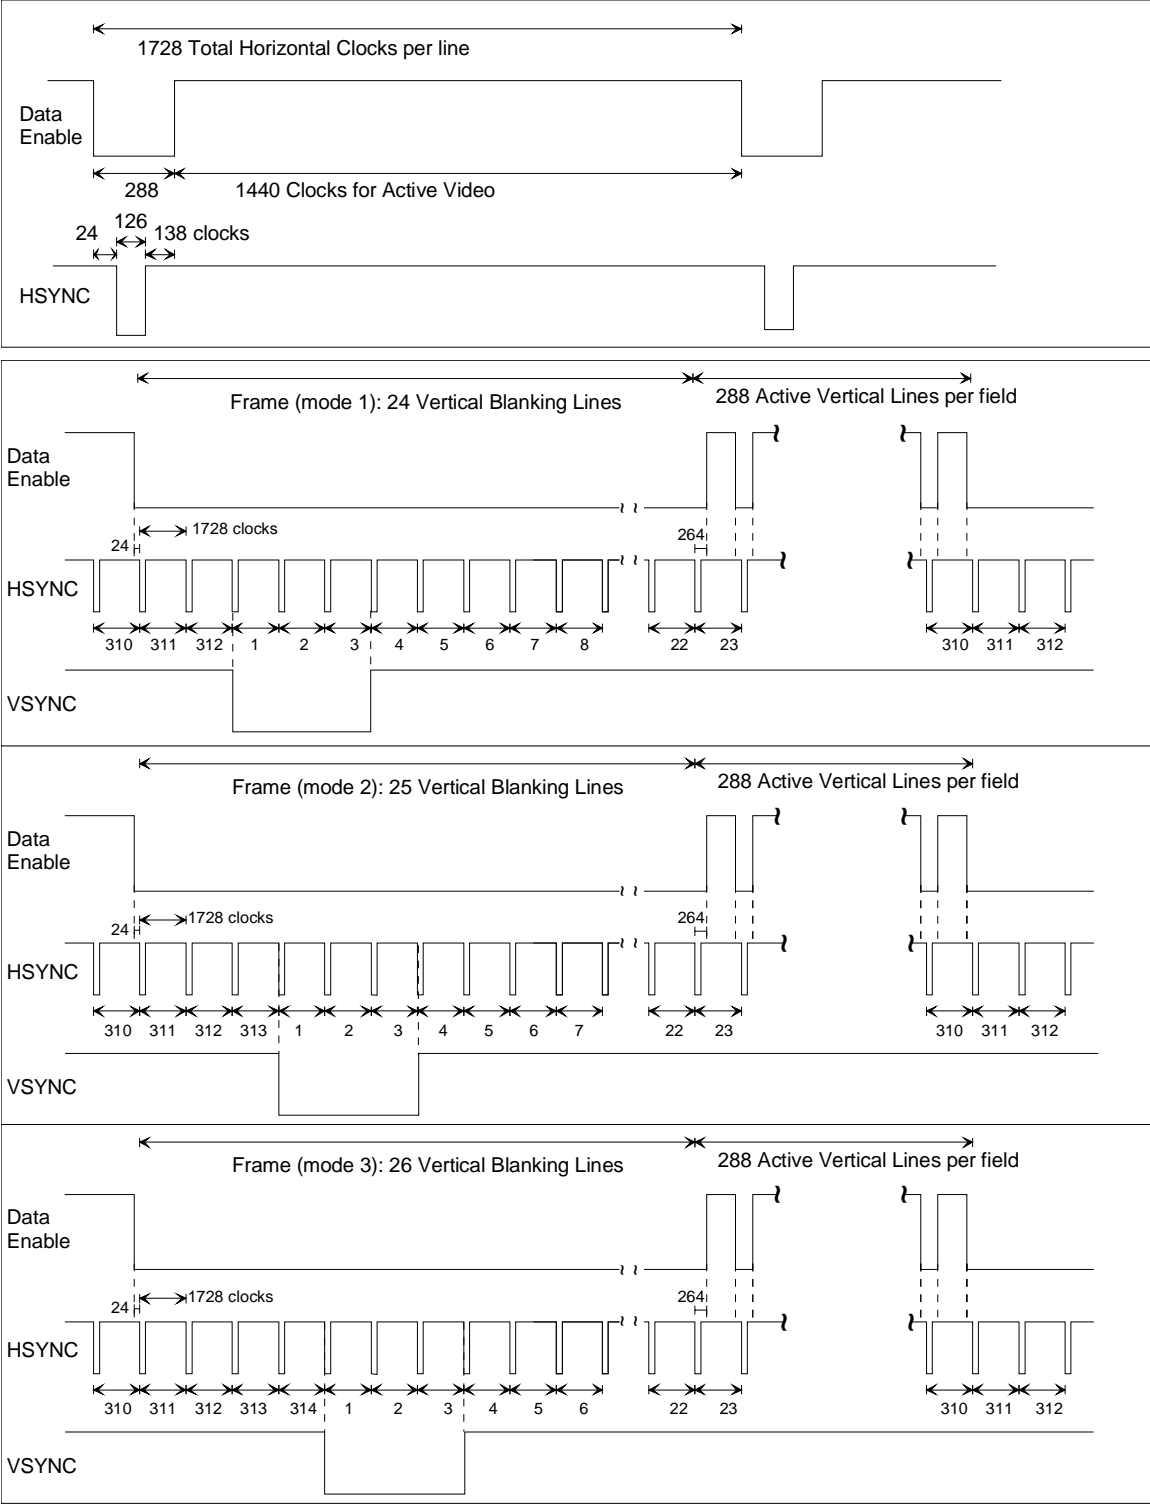 1728 Total Horizontal Clocks per line
Data
Enable
288
1440 Clocks for Active Video
126
24
138 clocks
HSYNC
Frame (mode 1): 24 Vertical Blanking Lines
288 Active Vertical Lines per field
Data
Enable
1728 clocks
24
264
HSYNC
310 311 312 1 2 3 4 5 6 7 8 22 23 310 311 312
VSYNC
Frame (mode 2): 25 Vertical Blanking Lines
288 Active Vertical Lines per field
Data
Enable
1728 clocks
24
264
HSYNC
310 311 312 313 1 2 3 4 5 6 7 22 23 310 311 312
VSYNC
Frame (mode 3): 26 Vertical Blanking Lines
288 Active Vertical Lines per field
Data
Enable
1728 clocks
24
264
HSYNC
310 311 312 313 314 1 2 3 4 5 6 22 23 310 311 312
VSYNC